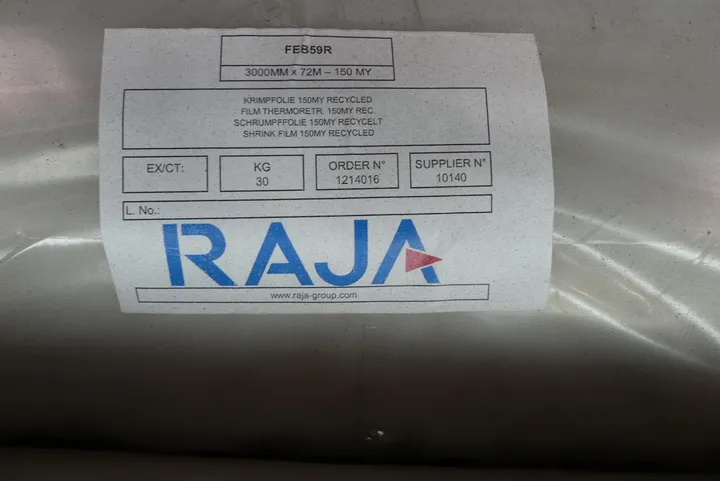 FEB59R
3000MM x 72M – 150 MY
KRIMPFOLIE 150MY RECYCLED
FILM THERMORETR. 150MY REC.
SCHRUMPFFOLIE 150MY RECYCELT
SHRINK FILM 150MY RECYCLED
EX/CT:
KG
30
ORDER N°
1214016
SUPPLIER N°
10140
L. No.:
RAJA
www.raja-group.com